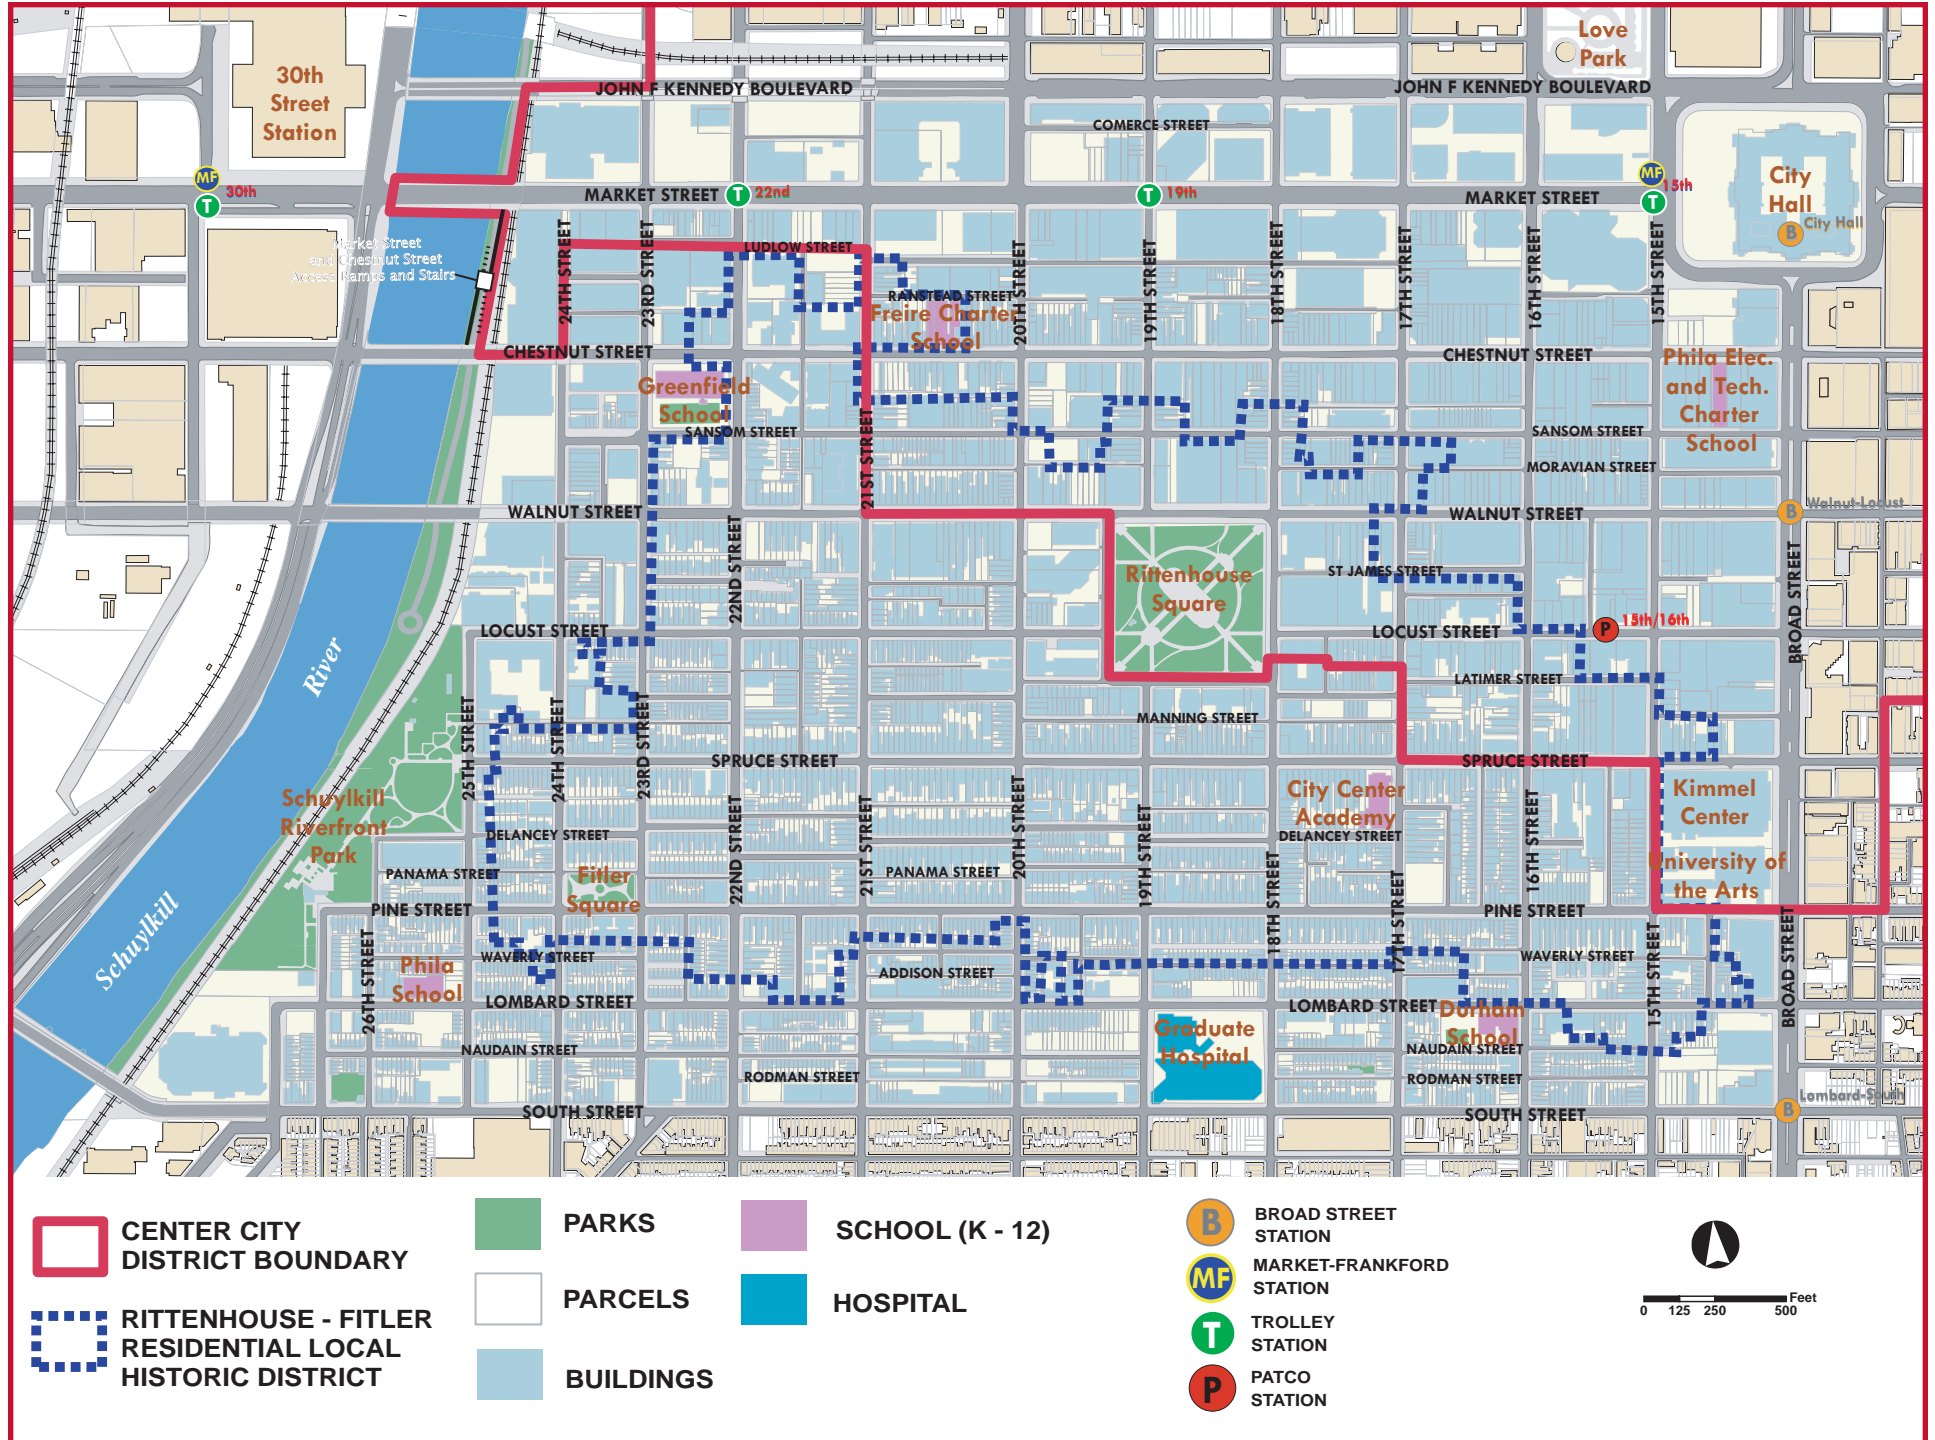 Love
Park
30th
Street
Station
JOHN F KENNEDY BOULEVARD
JOHN F KENNEDY BOULEVARD
COMERCE STREET
MF
30th
T
MARKET STREET
T
22nd
T
19th
MARKET STREET
MF
15th
T
City
Hall
B
City Hall
Market Street
and Chestnut Street
Access Ramps and Stairs
24TH STREET
23RD STREET
LUDLOW STREET
20TH STREET
19TH STREET
18TH STREET
17TH STREET
16TH STREET
15TH STREET
RANSTEAD STREET
Freire Charter
School
CHESTNUT STREET
CHESTNUT STREET
Greenfield
School
Phila Elec.
and Tech.
Charter
School
SANSOM STREET
SANSOM STREET
21ST STREET
MORAVIAN STREET
WALNUT STREET
WALNUT STREET
B
Walnut-Locust
22ND STREET
Rittenhouse
Square
ST JAMES STREET
BROAD STREET
LOCUST STREET
LOCUST STREET
P
15th/16th
River
LATIMER STREET
25TH STREET
24TH STREET
23RD STREET
MANNING STREET
SPRUCE STREET
SPRUCE STREET
Schuylkill
Riverfront
Park
22ND STREET
21ST STREET
20TH STREET
19TH STREET
City Center
Academy
16TH STREET
Kimmel
Center
DELANCEY STREET
DELANCEY STREET
PANAMA STREET
PANAMA STREET
Fitler
Square
18TH STREET
17TH STREET
University of
the Arts
PINE STREET
PINE STREET
Schuylkill
26TH STREET
WAVERLY STREET
WAVERLY STREET
Phila
School
ADDISON STREET
15TH STREET
BROAD STREET
LOMBARD STREET
LOMBARD STREET
Durham
School
Graduate
Hospital
NAUDAIN STREET
NAUDAIN STREET
RODMAN STREET
RODMAN STREET
SOUTH STREET
SOUTH STREET
B
Lombard-South
CENTER CITY
DISTRICT BOUNDARY
RITTENHOUSE - FITLER
RESIDENTIAL LOCAL
HISTORIC DISTRICT
PARKS
PARCELS
BUILDINGS
SCHOOL (K - 12)
HOSPITAL
B
BROAD STREET
STATION
MF
MARKET-FRANKFORD
STATION
T
TROLLEY
STATION
P
PATCO
STATION
Feet
0 125 250 500